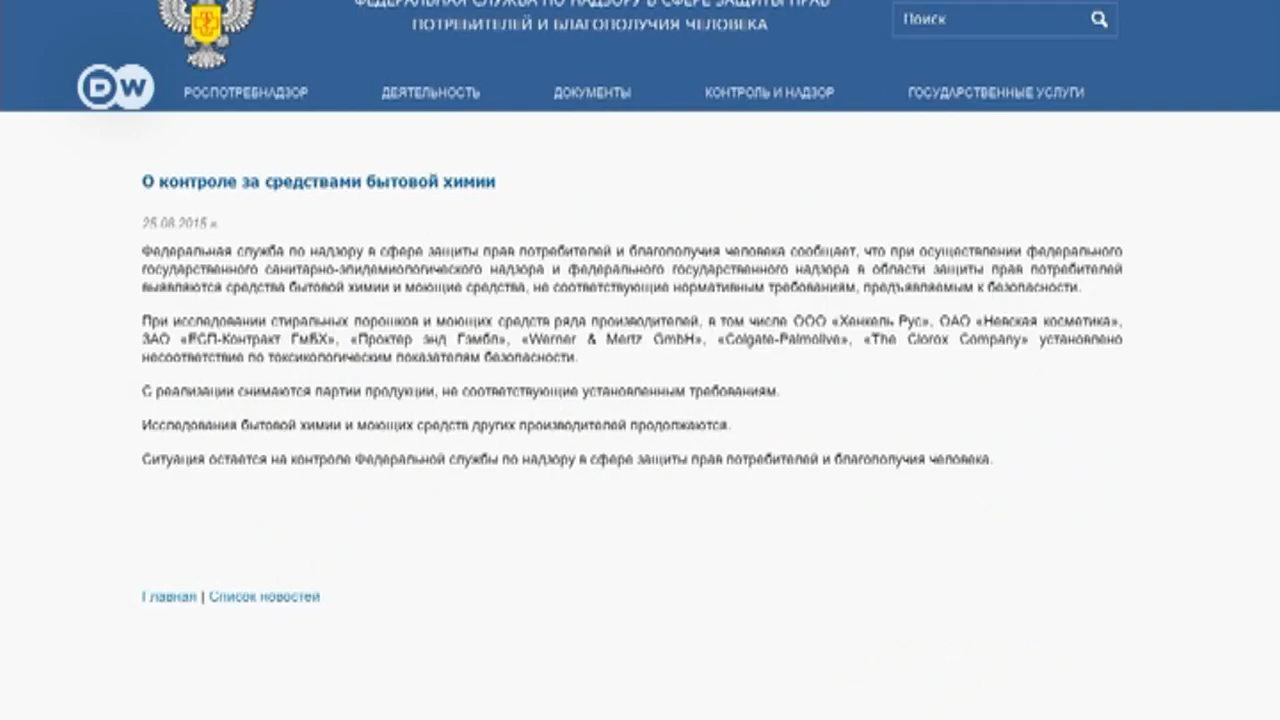 ФЕДЕРАЛЬНАЯ СЛУЖБА ПО НАДЗОРУ В СФЕРЕ ЗАЩИТЫ ПРАВ
ПОТРЕБИТЕЛЕЙ И БЛАГОПОЛУЧИЯ ЧЕЛОВЕКА
Поиск
DW
РОСПОТРЕБНАДЗОР ДЕЯТЕЛЬНОСТЬ ДОКУМЕНТЫ КОНТРОЛЬ И НАДЗОР ГОСУДАРСТВЕННЫЕ УСЛУГИ
О контроле за средствами бытовой химии
25.08.2015 г.
Федеральная служба по надзору в сфере защиты прав потребителей и благополучия человека сообщает, что при осуществлении федерального
государственного санитарно-эпидемиологического надзора и федерального государственного надзора в области защиты прав потребителей
выявляются средства бытовой химии и моющие средства, не соответствующие нормативным требованиям, предъявляемым к безопасности.
При исследовании стиральных порошков и моющих средств ряда производителей, в том числе ООО «Хенкель Рус», ОАО «Невская косметика»,
ЗАО «ЕСП-Контракт ГмБХ», «Проктер энд Гэмбл», «Werner & Mertz GmbH», «Colgate-Palmolive», «The Clorox Company» установлено
несоответствие по токсикологическим показателям безопасности.
С реализации снимаются партии продукции, не соответствующие установленным требованиям.
Исследования бытовой химии и моющих средств других производителей продолжаются.
Ситуация остается на контроле Федеральной службы по надзору в сфере защиты прав потребителей и благополучия человека.
Главная | Список новостей